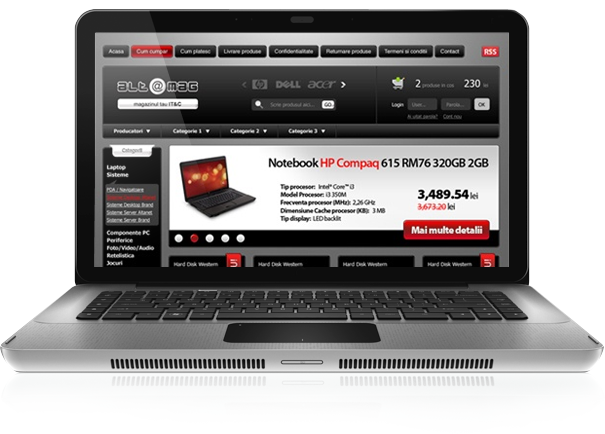 Acasa Cum cumpar Cum platesc Livrare produse Confidentialitate Returnare produse Termeni si conditii Contact RSS
ALT@MAG
magazinul tau IT&C
hp DELL acer
2 produse in cos 230 lei
Scrie produsul aici... GO
Login User... Parola... OK
Ai uitat parola? Cont nou
Producatori Categorie 1 Categorie 2 Categorie 3
Categorii
Laptop
Sisteme
PDA / Navigatoare
Sisteme Desktop Brand
Sisteme Server Altanet
Sisteme Server Brand
Componente PC
Periferice
Foto/Video/Audio
Retelistica
Jocuri
Notebook HP Compaq 615 RM76 320GB 2GB
Tip procesor: Intel® Core™ i3
Model Procesor: i3 350M
Frecventa procesor (MHz): 2,26 GHz
Dimensiune Cache procesor (KB): 3 MB
Tip display: LED backlit
3,489.54 lei
3,673.20 lei
Mai multe detalii
Hard Disk Western Hard Disk Western Hard Disk Western Hard Disk Western